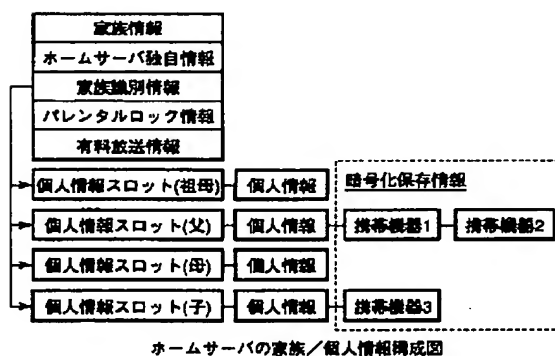 家族情報
ホームサーバ独自情報
家族識別情報
パレンタルロック情報
有料放送情報
個人情報スロット(祖母) 個人情報 暗号化保存情報
個人情報スロット(父) 個人情報 携帯機器1 携帯機器2
個人情報スロット(母) 個人情報
個人情報スロット(子) 個人情報 携帯機器3
ホームサーバの家族/個人情報構成図